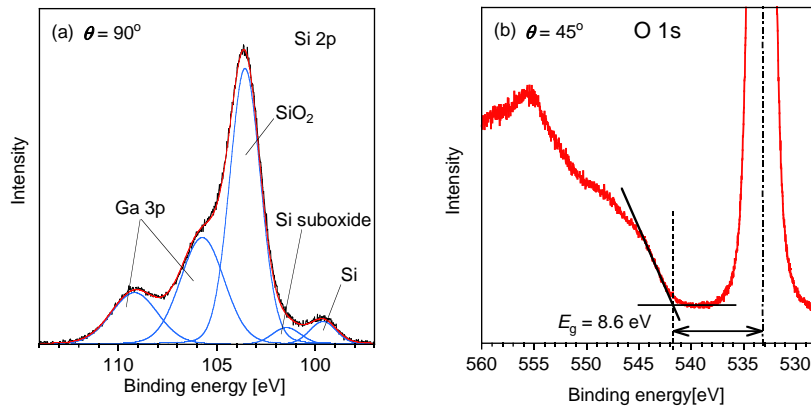 (a) θ = 90°
Si 2p
SiO₂
Ga 3p
Si suboxide
Si
Intensity
110 105 100
Binding energy [eV]
(b) θ = 45°
O 1s
Intensity
E_g = 8.6 eV
560 555 550 545 540 535 530
Binding energy[eV]